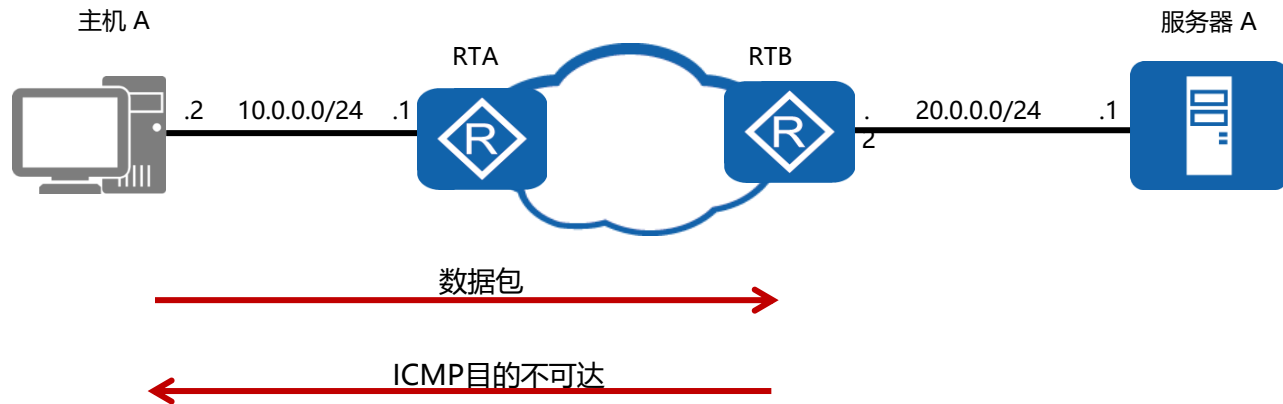 主机 A
服务器 A
RTA
RTB
.2 10.0.0.0/24 .1
R
R
.2
20.0.0.0/24 .1
数据包
ICMP目的不可达